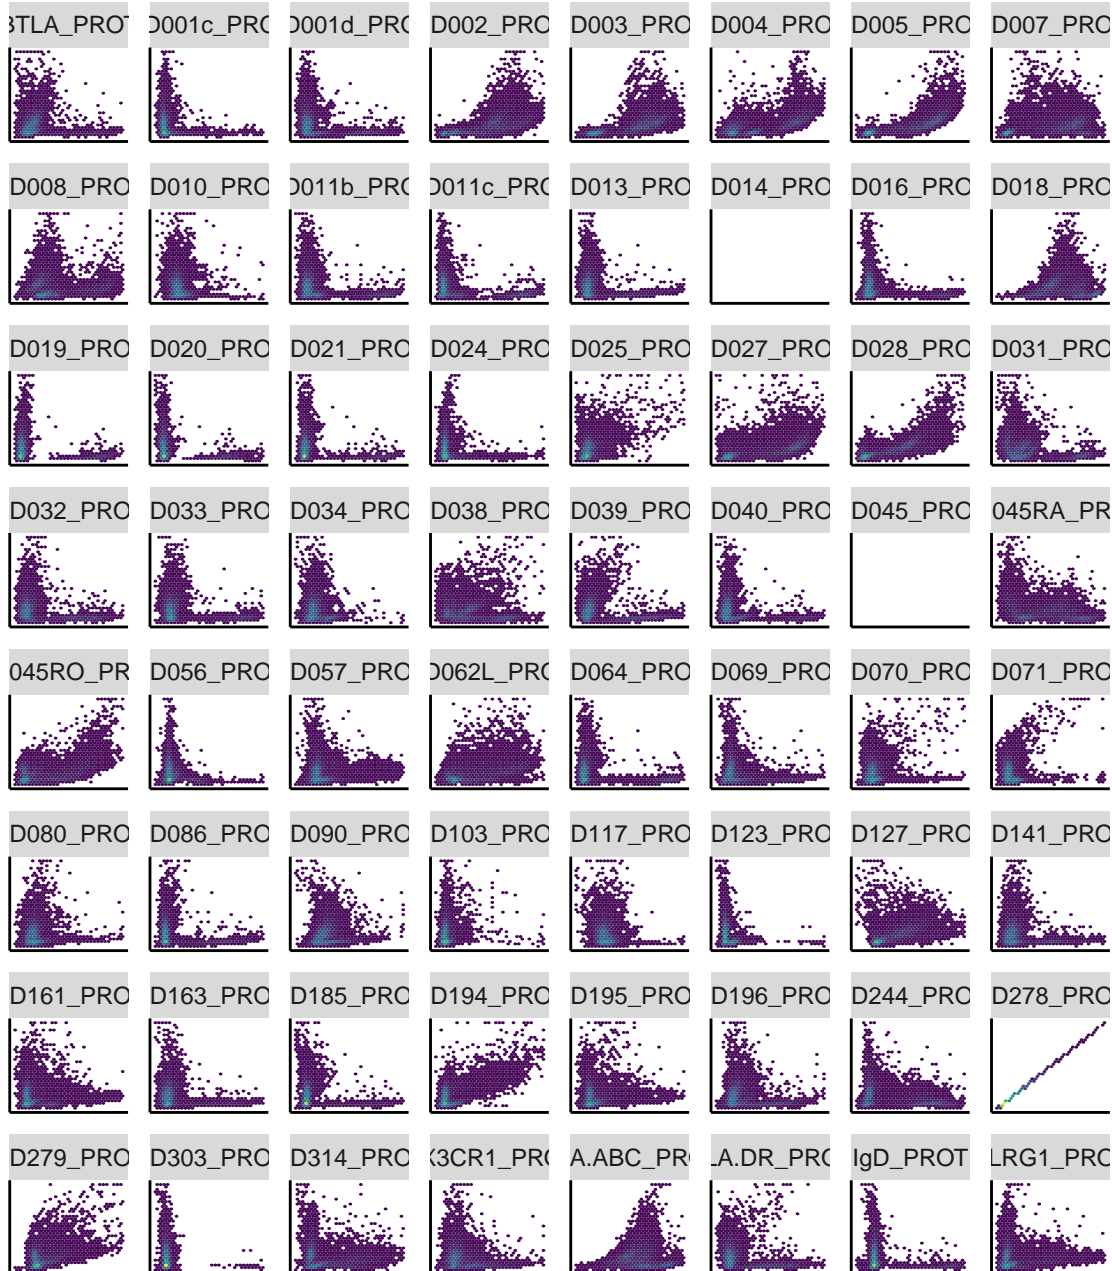 BTLA_PROT D001c_PRO D001d_PRO D002_PRO D003_PRO D004_PRO D005_PRO D007_PRO
D008_PRO D010_PRO D011b_PRO D011c_PRO D013_PRO D014_PRO D016_PRO D018_PRO
D019_PRO D020_PRO D021_PRO D024_PRO D025_PRO D027_PRO D028_PRO D031_PRO
D032_PRO D033_PRO D034_PRO D038_PRO D039_PRO D040_PRO D045_PRO 045RA_PR
045RO_PR D056_PRO D057_PRO D062L_PRO D064_PRO D069_PRO D070_PRO D071_PRO
D080_PRO D086_PRO D090_PRO D103_PRO D117_PRO D123_PRO D127_PRO D141_PRO
D161_PRO D163_PRO D185_PRO D194_PRO D195_PRO D196_PRO D244_PRO D278_PRO
D279_PRO D303_PRO D314_PRO X3CR1_PRO A.ABC_PR LA.DR_PRO IgD_PROT LRG1_PRO